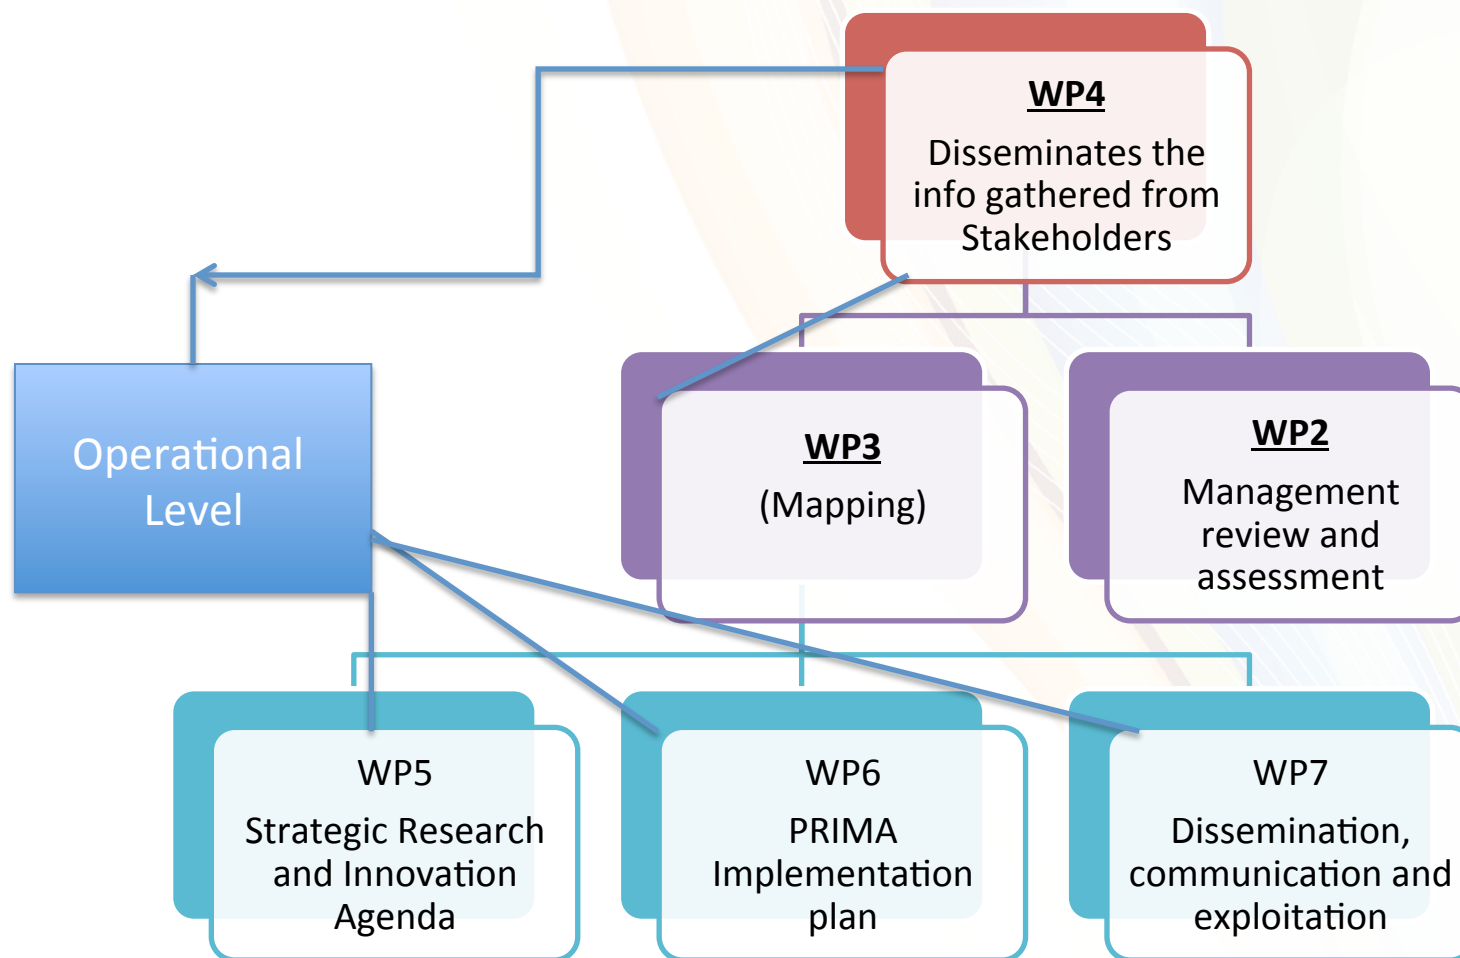 WP4
Disseminates the
info gathered from
Stakeholders
Operational
Level
WP3
(Mapping)
WP2
Management
review and
assessment
WP5
Strategic Research
and Innovation
Agenda
WP6
PRIMA
Implementation
plan
WP7
Dissemination,
communication and
exploitation